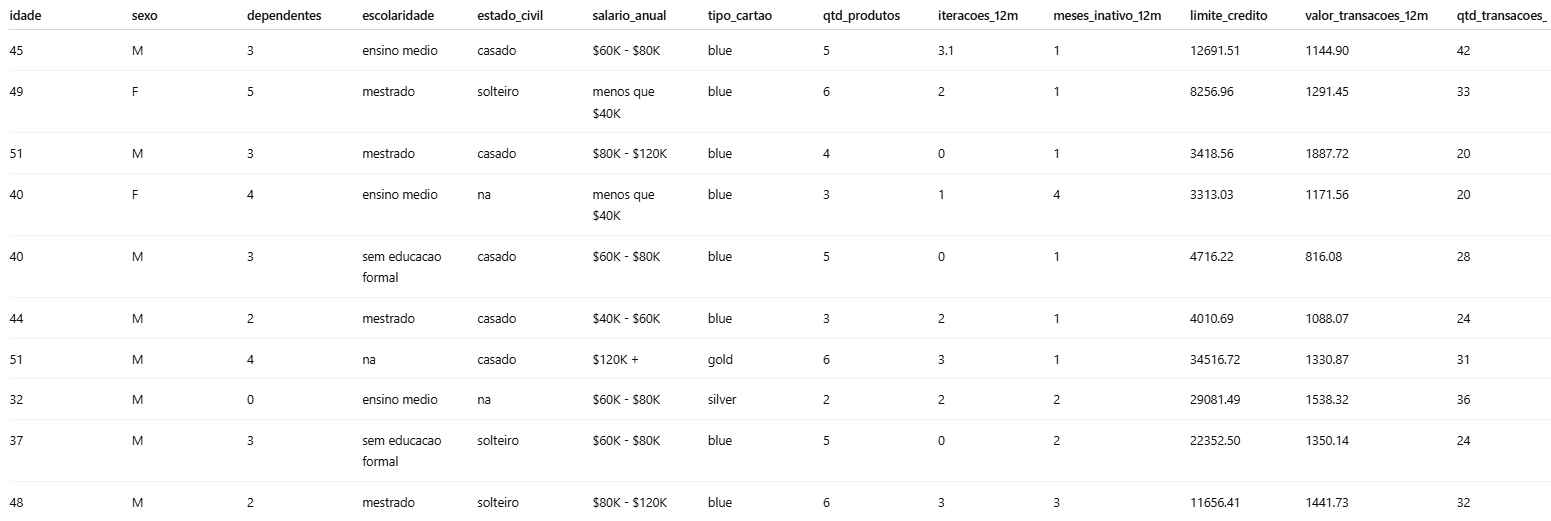 idade sexo dependentes escolaridade estado_civil salario_anual tipo_cartao qtd_produtos iteracoes_12m meses_inativo_12m limite_credito valor_transacoes_12m qtd_transacoes_
45 M 3 ensino medio casado $60K - $80K blue 5 3.1 1 12691.51 1144.90 42
49 F 5 mestrado solteiro menos que $40K blue 6 2 1 8256.96 1291.45 33
51 M 3 mestrado casado $80K - $120K blue 4 0 1 3418.56 1887.72 20
40 F 4 ensino medio na menos que $40K blue 3 1 4 3313.03 1171.56 20
40 M 3 sem educacao formal casado $60K - $80K blue 5 0 1 4716.22 816.08 28
44 M 2 mestrado casado $40K - $60K blue 3 2 1 4010.69 1088.07 24
51 M 4 na casado $120K + gold 6 3 1 34516.72 1330.87 31
32 M 0 ensino medio na $60K - $80K silver 2 2 2 29081.49 1538.32 36
37 M 3 sem educacao formal solteiro $60K - $80K blue 5 0 2 22352.50 1350.14 24
48 M 2 mestrado solteiro $80K - $120K blue 6 3 3 11656.41 1441.73 32